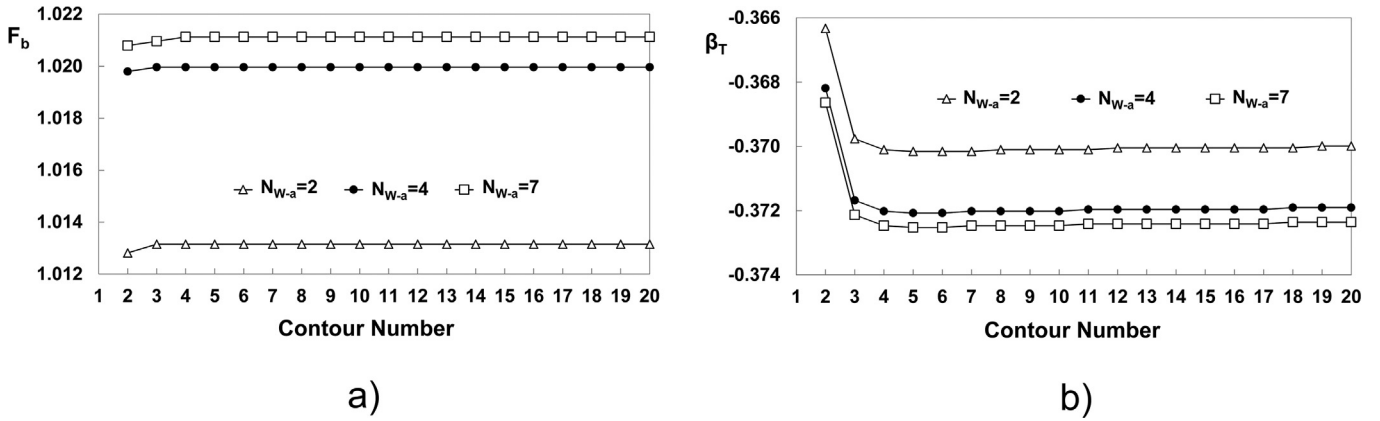 1.022
1.020
1.018
1.016
1.014
1.012
F_b
N_W-a=2 N_W-a=4 N_W-a=7
1 2 3 4 5 6 7 8 9 10 11 12 13 14 15 16 17 18 19 20
Contour Number
a)
-0.366
-0.368
-0.370
-0.372
-0.374
β_T
N_W-a=2 N_W-a=4 N_W-a=7
1 2 3 4 5 6 7 8 9 10 11 12 13 14 15 16 17 18 19 20
Contour Number
b)